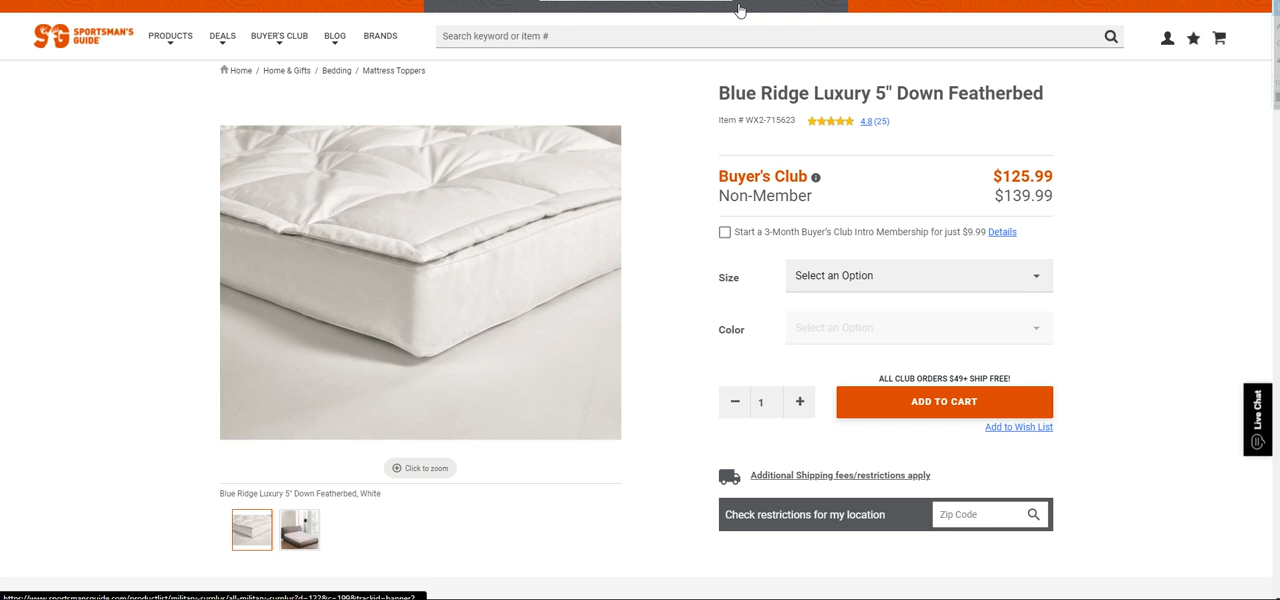 SG SPORTSMAN'S GUIDE
PRODUCTS
DEALS
BUYER'S CLUB
BLOG
BRANDS
Search keyword or item #
Home / Home & Gifts / Bedding / Mattress Toppers
Blue Ridge Luxury 5" Down Featherbed
Item # WX2-715623
4.8 (25)
Buyer's Club $125.99
Non-Member $139.99
Start a 3-Month Buyer's Club Intro Membership for just $9.99 Details
Size
Select an Option
Color
Select an Option
ALL CLUB ORDERS $49+ SHIP FREE!
1
ADD TO CART
Add to Wish List
Live Chat
Click to zoom
Additional Shipping fees/restrictions apply
Blue Ridge Luxury 5" Down Featherbed, White
Check restrictions for my location
Zip Code